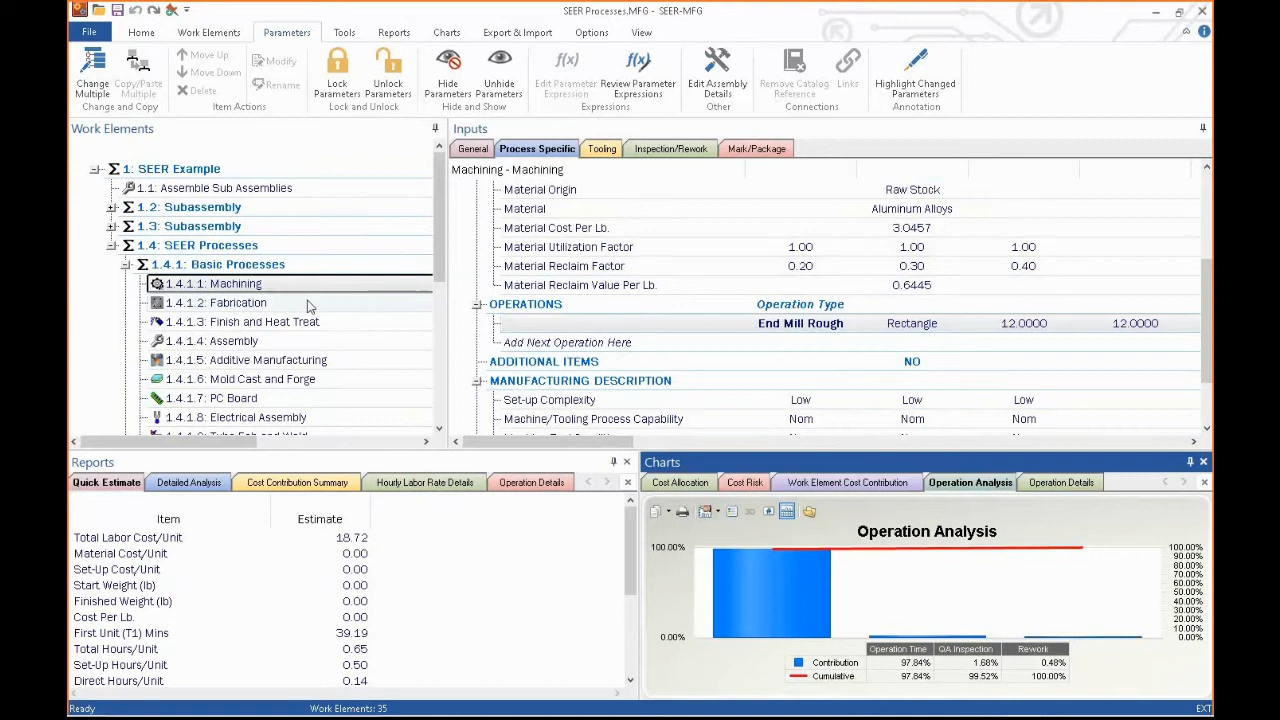 SEER Processes.MFG - SEER-MFG
File Home Work Elements Parameters Tools Reports Charts Export & Import Options View
Change Multiple
Copy/Paste Multiple
Change and Copy
Move Up
Move Down
Delete
Modify
Rename
Item Actions
Lock Parameters
Unlock Parameters
Lock and Unlock
Hide Parameters
Unhide Parameters
Hide and Show
f(x)
Edit Parameter Expression
f(x)
Review Parameter Expressions
Expressions
Edit Assembly Details
Other
Remove Catalog Reference
Links
Connections
Highlight Changed Parameters
Annotation
Work Elements
1: SEER Example
1.1: Assemble Sub Assemblies
1.2: Subassembly
1.3: Subassembly
1.4: SEER Processes
1.4.1: Basic Processes
1.4.1.1: Machining
1.4.1.2: Fabrication
1.4.1.3: Finish and Heat Treat
1.4.1.4: Assembly
1.4.1.5: Additive Manufacturing
1.4.1.6: Mold Cast and Forge
1.4.1.7: PC Board
1.4.1.8: Electrical Assembly
Inputs
General Process Specific Tooling Inspection/Rework Mark/Package
Machining - Machining
Material Origin Raw Stock
Material Aluminum Alloys
Material Cost Per Lb. 3.0457
Material Utilization Factor 1.00 1.00 1.00
Material Reclaim Factor 0.20 0.30 0.40
Material Reclaim Value Per Lb. 0.6445
OPERATIONS Operation Type
End Mill Rough Rectangle 12.0000 12.0000
Add Next Operation Here
ADDITIONAL ITEMS NO
MANUFACTURING DESCRIPTION
Set-up Complexity Low Low Low
Machine/Tooling Process Capability Nom Nom Nom
Reports
Quick Estimate Detailed Analysis Cost Contribution Summary Hourly Labor Rate Details Operation Details
Item Estimate
Total Labor Cost/Unit 18.72
Material Cost/Unit 0.00
Set-Up Cost/Unit 0.00
Start Weight (lb) 0.00
Finished Weight (lb) 0.00
Cost Per Lb. 0.00
First Unit (T1) Mins 39.19
Total Hours/Unit 0.65
Set-Up Hours/Unit 0.50
Direct Hours/Unit 0.14
Charts
Cost Allocation Cost Risk Work Element Cost Contribution Operation Analysis Operation Details
Operation Analysis
100.00%
0.00%
100.00%
90.00%
80.00%
70.00%
60.00%
50.00%
40.00%
30.00%
20.00%
10.00%
0.00%
Operation Time QA Inspection Rework
Contribution 97.84% 1.68% 0.48%
Cumulative 97.84% 99.52% 100.00%
Ready Work Elements: 35 EXT